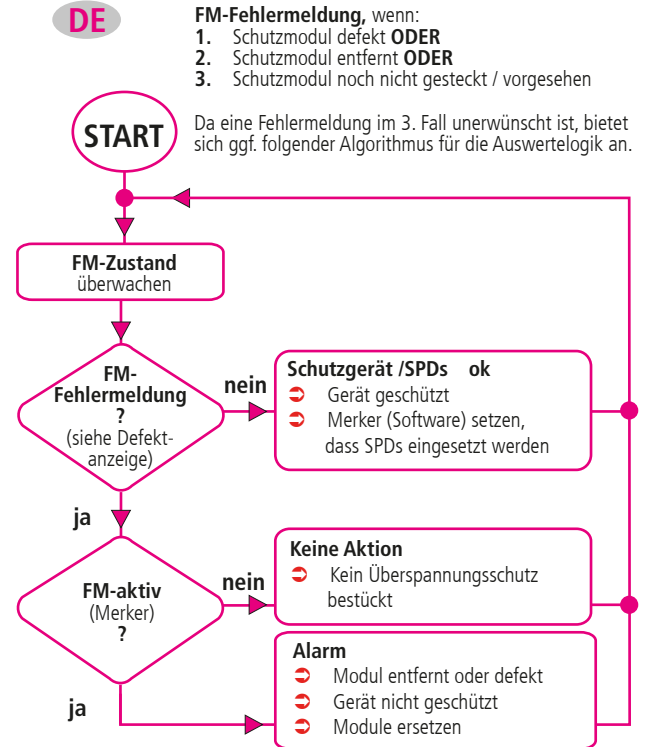 DE
FM-Fehlermeldung, wenn:
1. Schutzmodul defekt ODER
2. Schutzmodul entfernt ODER
3. Schutzmodul noch nicht gesteckt / vorgesehen
Da eine Fehlermeldung im 3. Fall unerwünscht ist, bietet
sich ggf. folgender Algorithmus für die Auswertelogik an.
START
FM-Zustand
überwachen
FM-
Fehlermeldung
?
(siehe Defekt-
anzeige)
nein
Schutzgerät /SPDs ok
➲ Gerät geschützt
➲ Merker (Software) setzen,
dass SPDs eingesetzt werden
ja
FM-aktiv
(Merker)
?
nein
Keine Aktion
➲ Kein Überspannungsschutz
bestückt
ja
Alarm
➲ Modul entfernt oder defekt
➲ Gerät nicht geschützt
➲ Module ersetzen